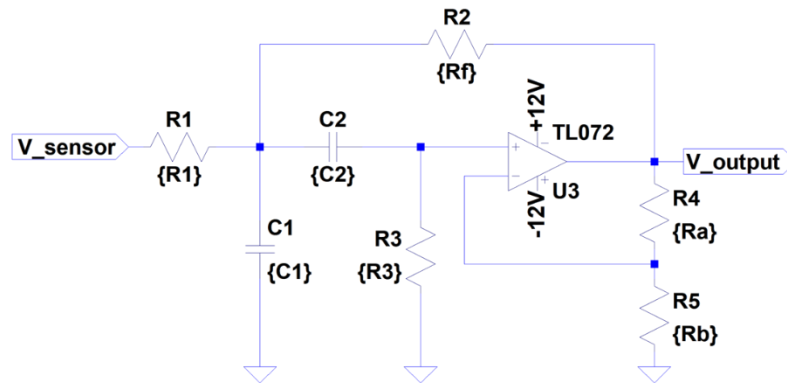 R2
{Rf}
V_sensor
R1
{R1}
C2
{C2}
+12V
-
TL072
+
-
+
U3
-12V
V_output
R4
{Ra}
C1
{C1}
R3
{R3}
R5
{Rb}